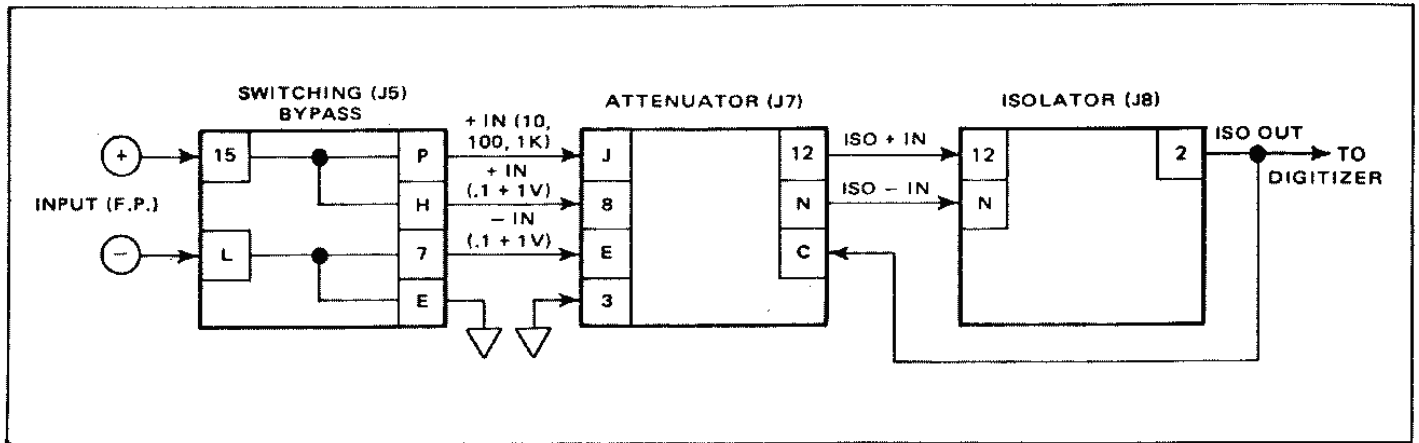 SWITCHING (J5)
BYPASS
+
INPUT (F.P.)
−
15
L
P
H
7
E
+ IN (10,
100, 1K)
+ IN
(.1 + 1V)
− IN
(.1 + 1V)
ATTENUATOR (J7)
J
8
E
3
12
N
C
ISO + IN
ISO − IN
ISOLATOR (J8)
12
N
2
ISO OUT
TO
DIGITIZER